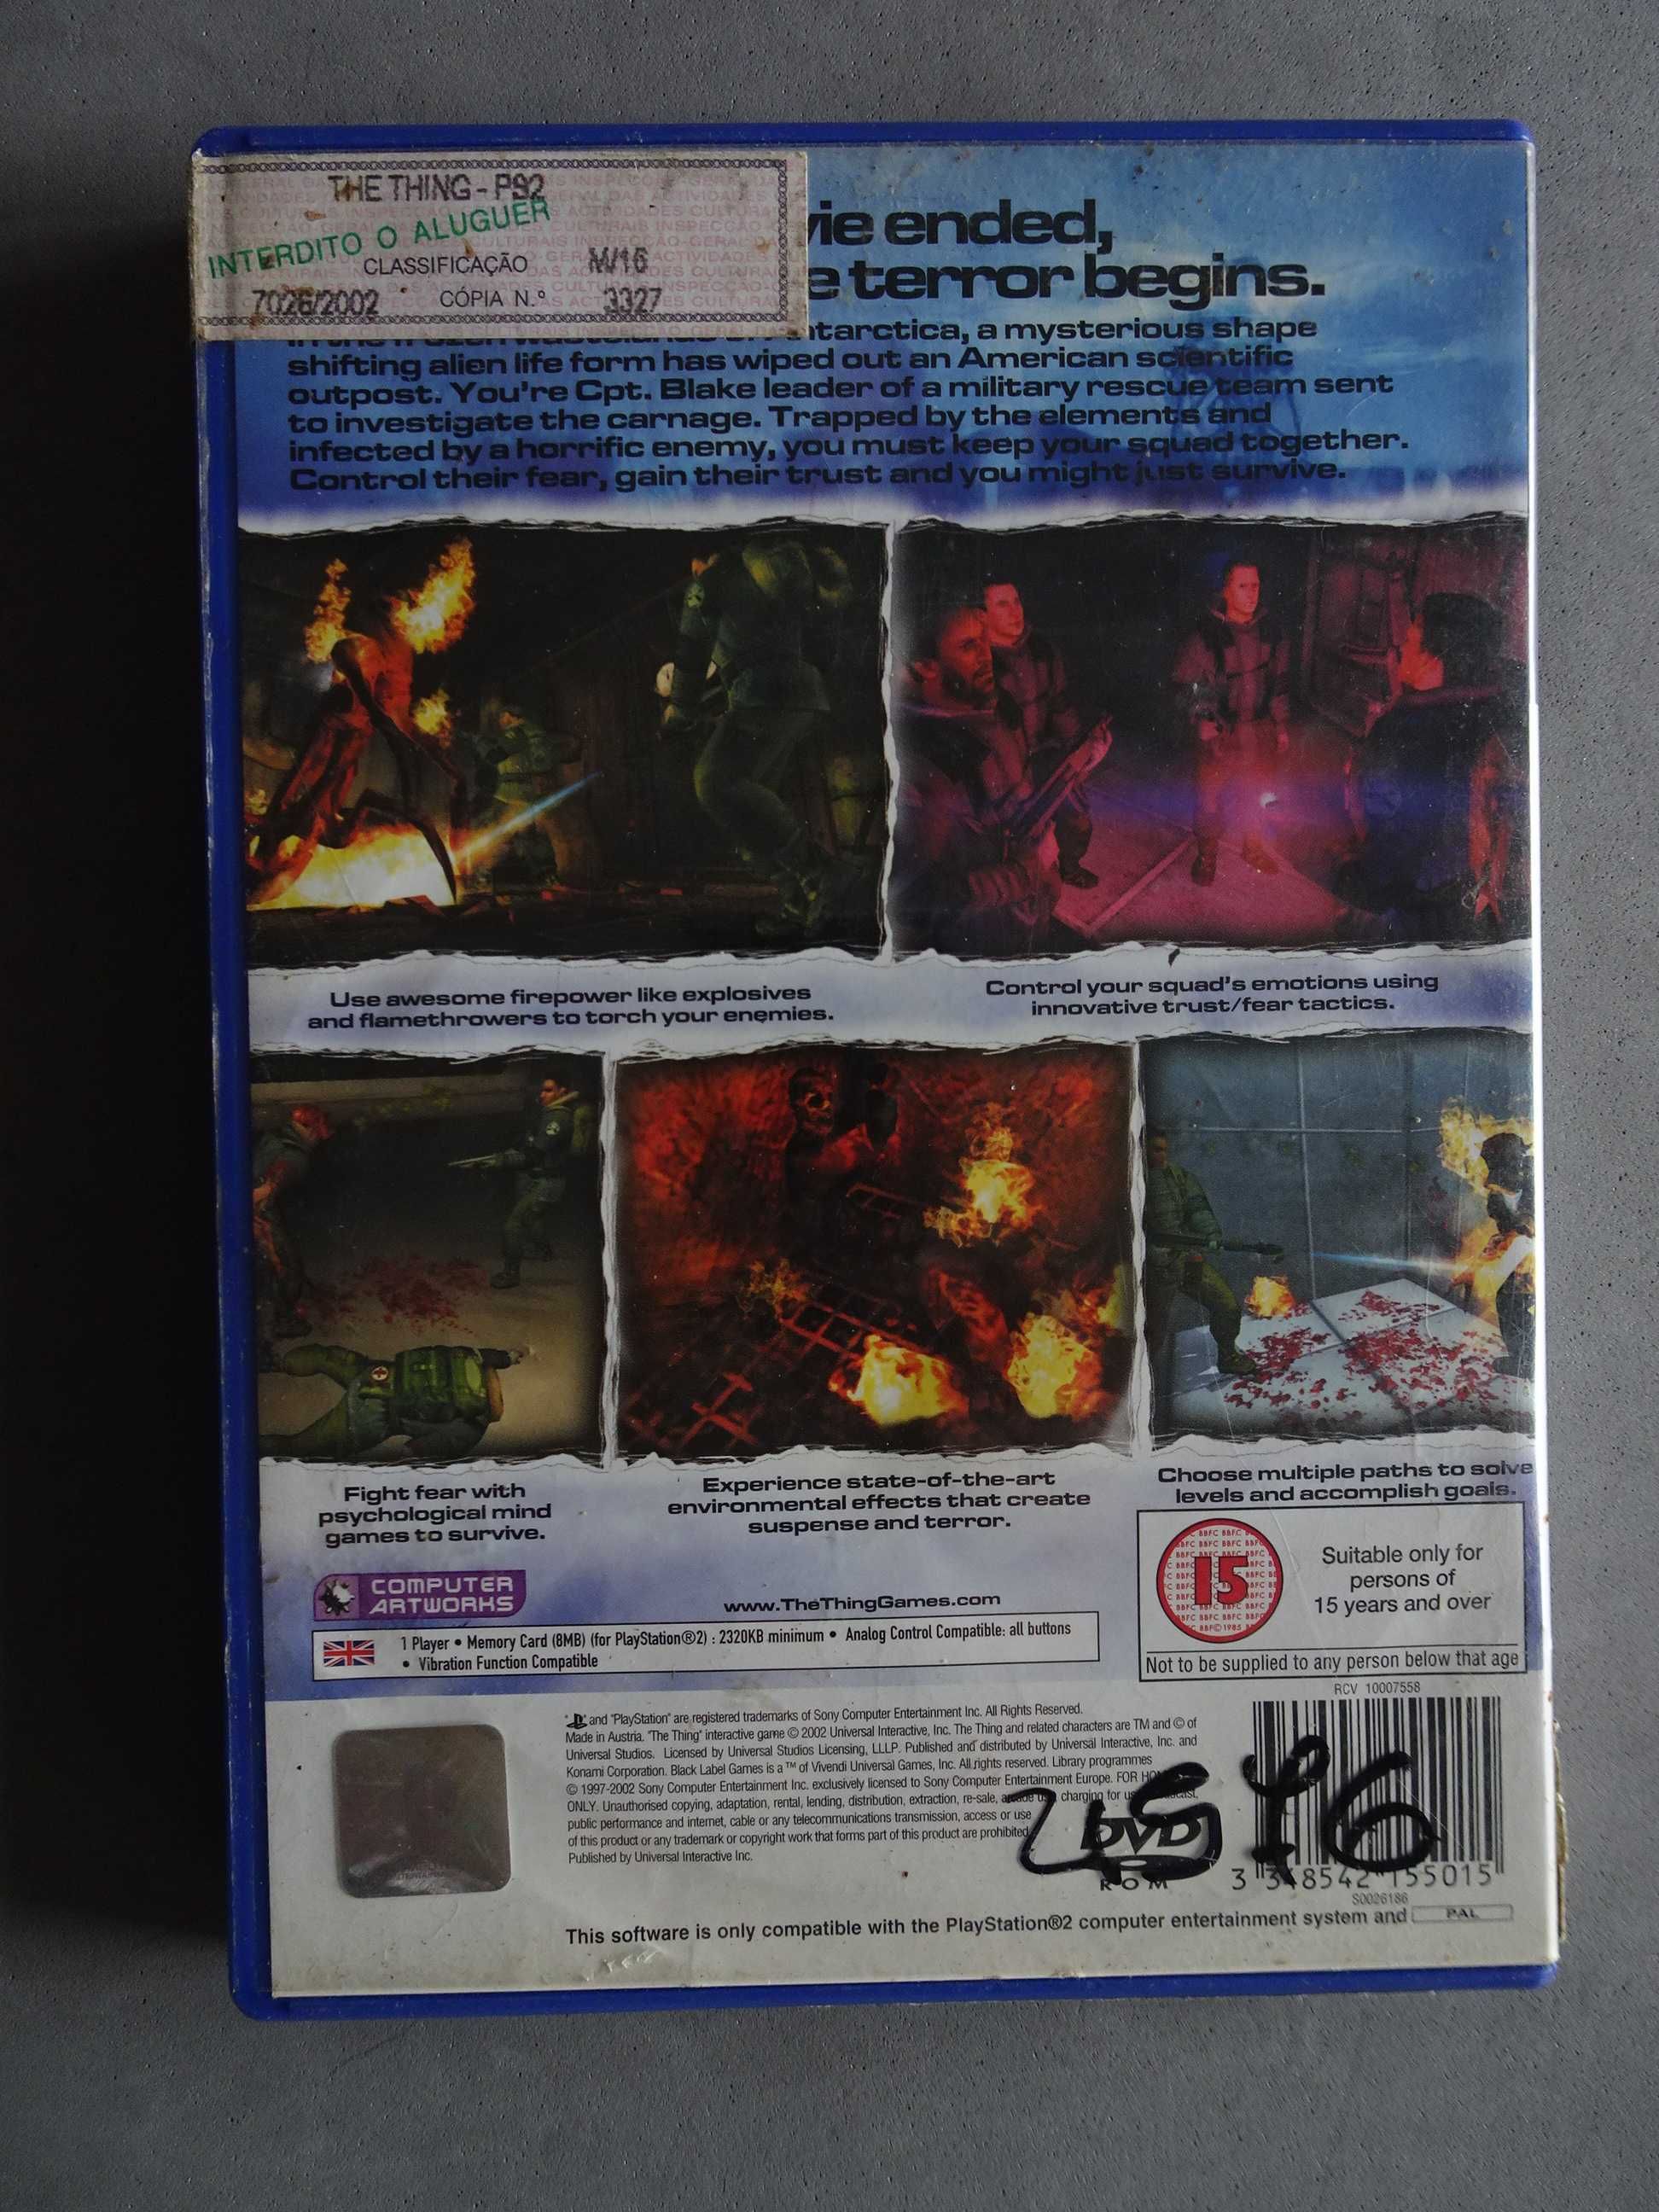 THE THING - PS2
INTERDITO O ALUGUER
CLASSIFICAÇÃO M/16
7026/2002 CÓPIA N.º 3327
ended,
terror begins.
a mysterious shape
shifting alien life form has wiped out an American scientific
outpost. You're Cpt. Blake leader of a military rescue team sent
to investigate the carnage. Trapped by the elements and
infected by a horrific enemy, you must keep your squad together.
Control their fear, gain their trust and you might just survive.
Use awesome firepower like explosives
and flamethrowers to torch your enemies.
Control your squad's emotions using
innovative trust/fear tactics.
Fight fear with
psychological mind
games to survive.
Experience state-of-the-art
environmental effects that create
suspense and terror.
Choose multiple paths to solve
levels and accomplish goals.
COMPUTER
ARTWORKS
www.TheThingGames.com
1 Player • Memory Card (8MB) (for PlayStation®2) : 2320KB minimum • Analog Control Compatible: all buttons
• Vibration Function Compatible
15
Suitable only for
persons of
15 years and over
Not to be supplied to any person below that age
RCV 10007558
" and "PlayStation" are registered trademarks of Sony Computer Entertainment Inc. All Rights Reserved.
Made in Austria. "The Thing" interactive game © 2002 Universal Interactive, Inc. The Thing and related characters are TM and © of
Universal Studios. Licensed by Universal Studios Licensing, LLLP. Published and distributed by Universal Interactive, Inc. and
Konami Corporation. Black Label Games is a ™ of Vivendi Universal Games, Inc. All rights reserved. Library programmes
© 1997-2002 Sony Computer Entertainment Inc. exclusively licensed to Sony Computer Entertainment Europe. FOR
ONLY. Unauthorised copying, adaptation, rental, lending, distribution, extraction, re-sale, arcade charging for
public performance and internet, cable or any telecommunications transmission, access or use
of this product or any trademark or copyright work that forms part of this product are prohibited.
Published by Universal Interactive Inc.
DVD
ROM
3 348542 155015
S0026186
This software is only compatible with the PlayStation®2 computer entertainment system and PAL